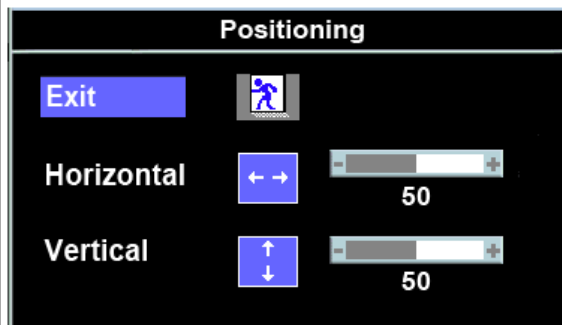 Positioning
Exit
Horizontal
- +
50
Vertical
- +
50